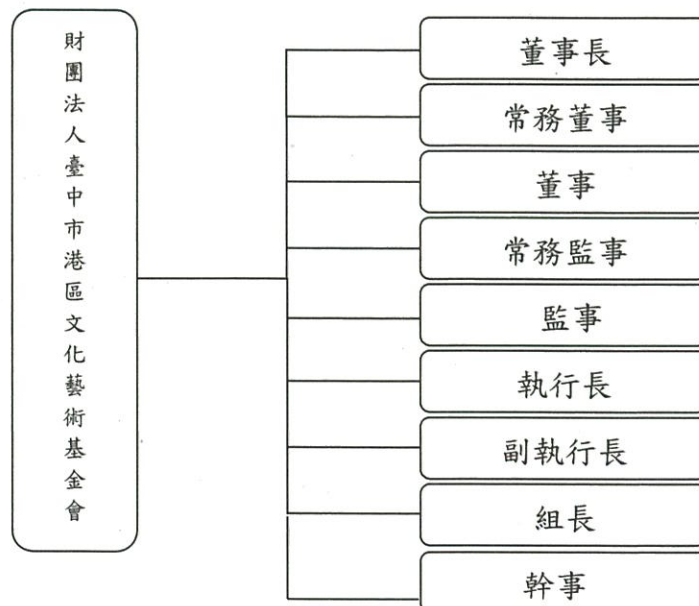 財團法人臺中市港區文化藝術基金會
董事長
常務董事
董事
常務監事
監事
執行長
副執行長
組長
幹事